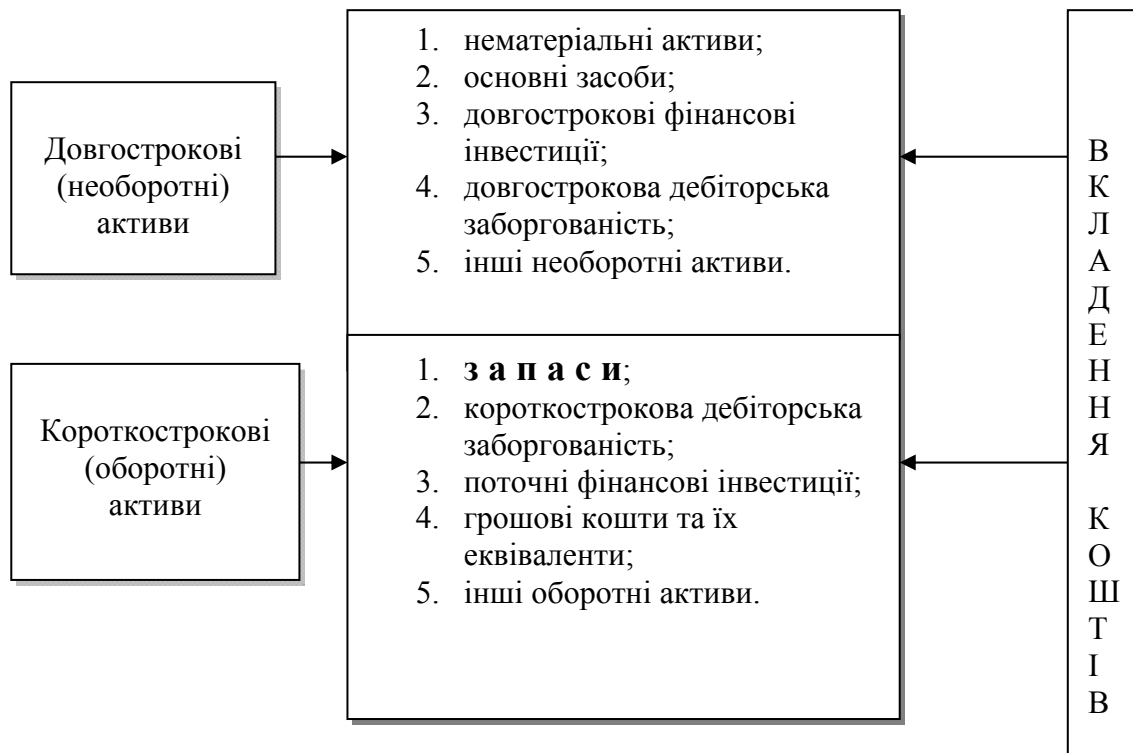 Довгострокові
(необоротні)
активи
1. нематеріальні активи;
2. основні засоби;
3. довгострокові фінансові
інвестиції;
4. довгострокова дебіторська
заборгованість;
5. інші необоротні активи.
Короткострокові
(оборотні)
активи
1. з а п а с и;
2. короткострокова дебіторська
заборгованість;
3. поточні фінансові інвестиції;
4. грошові кошти та їх
еквіваленти;
5. інші оборотні активи.
В
К
Л
А
Д
Е
Н
Н
Я
К
О
Ш
Т
І
В